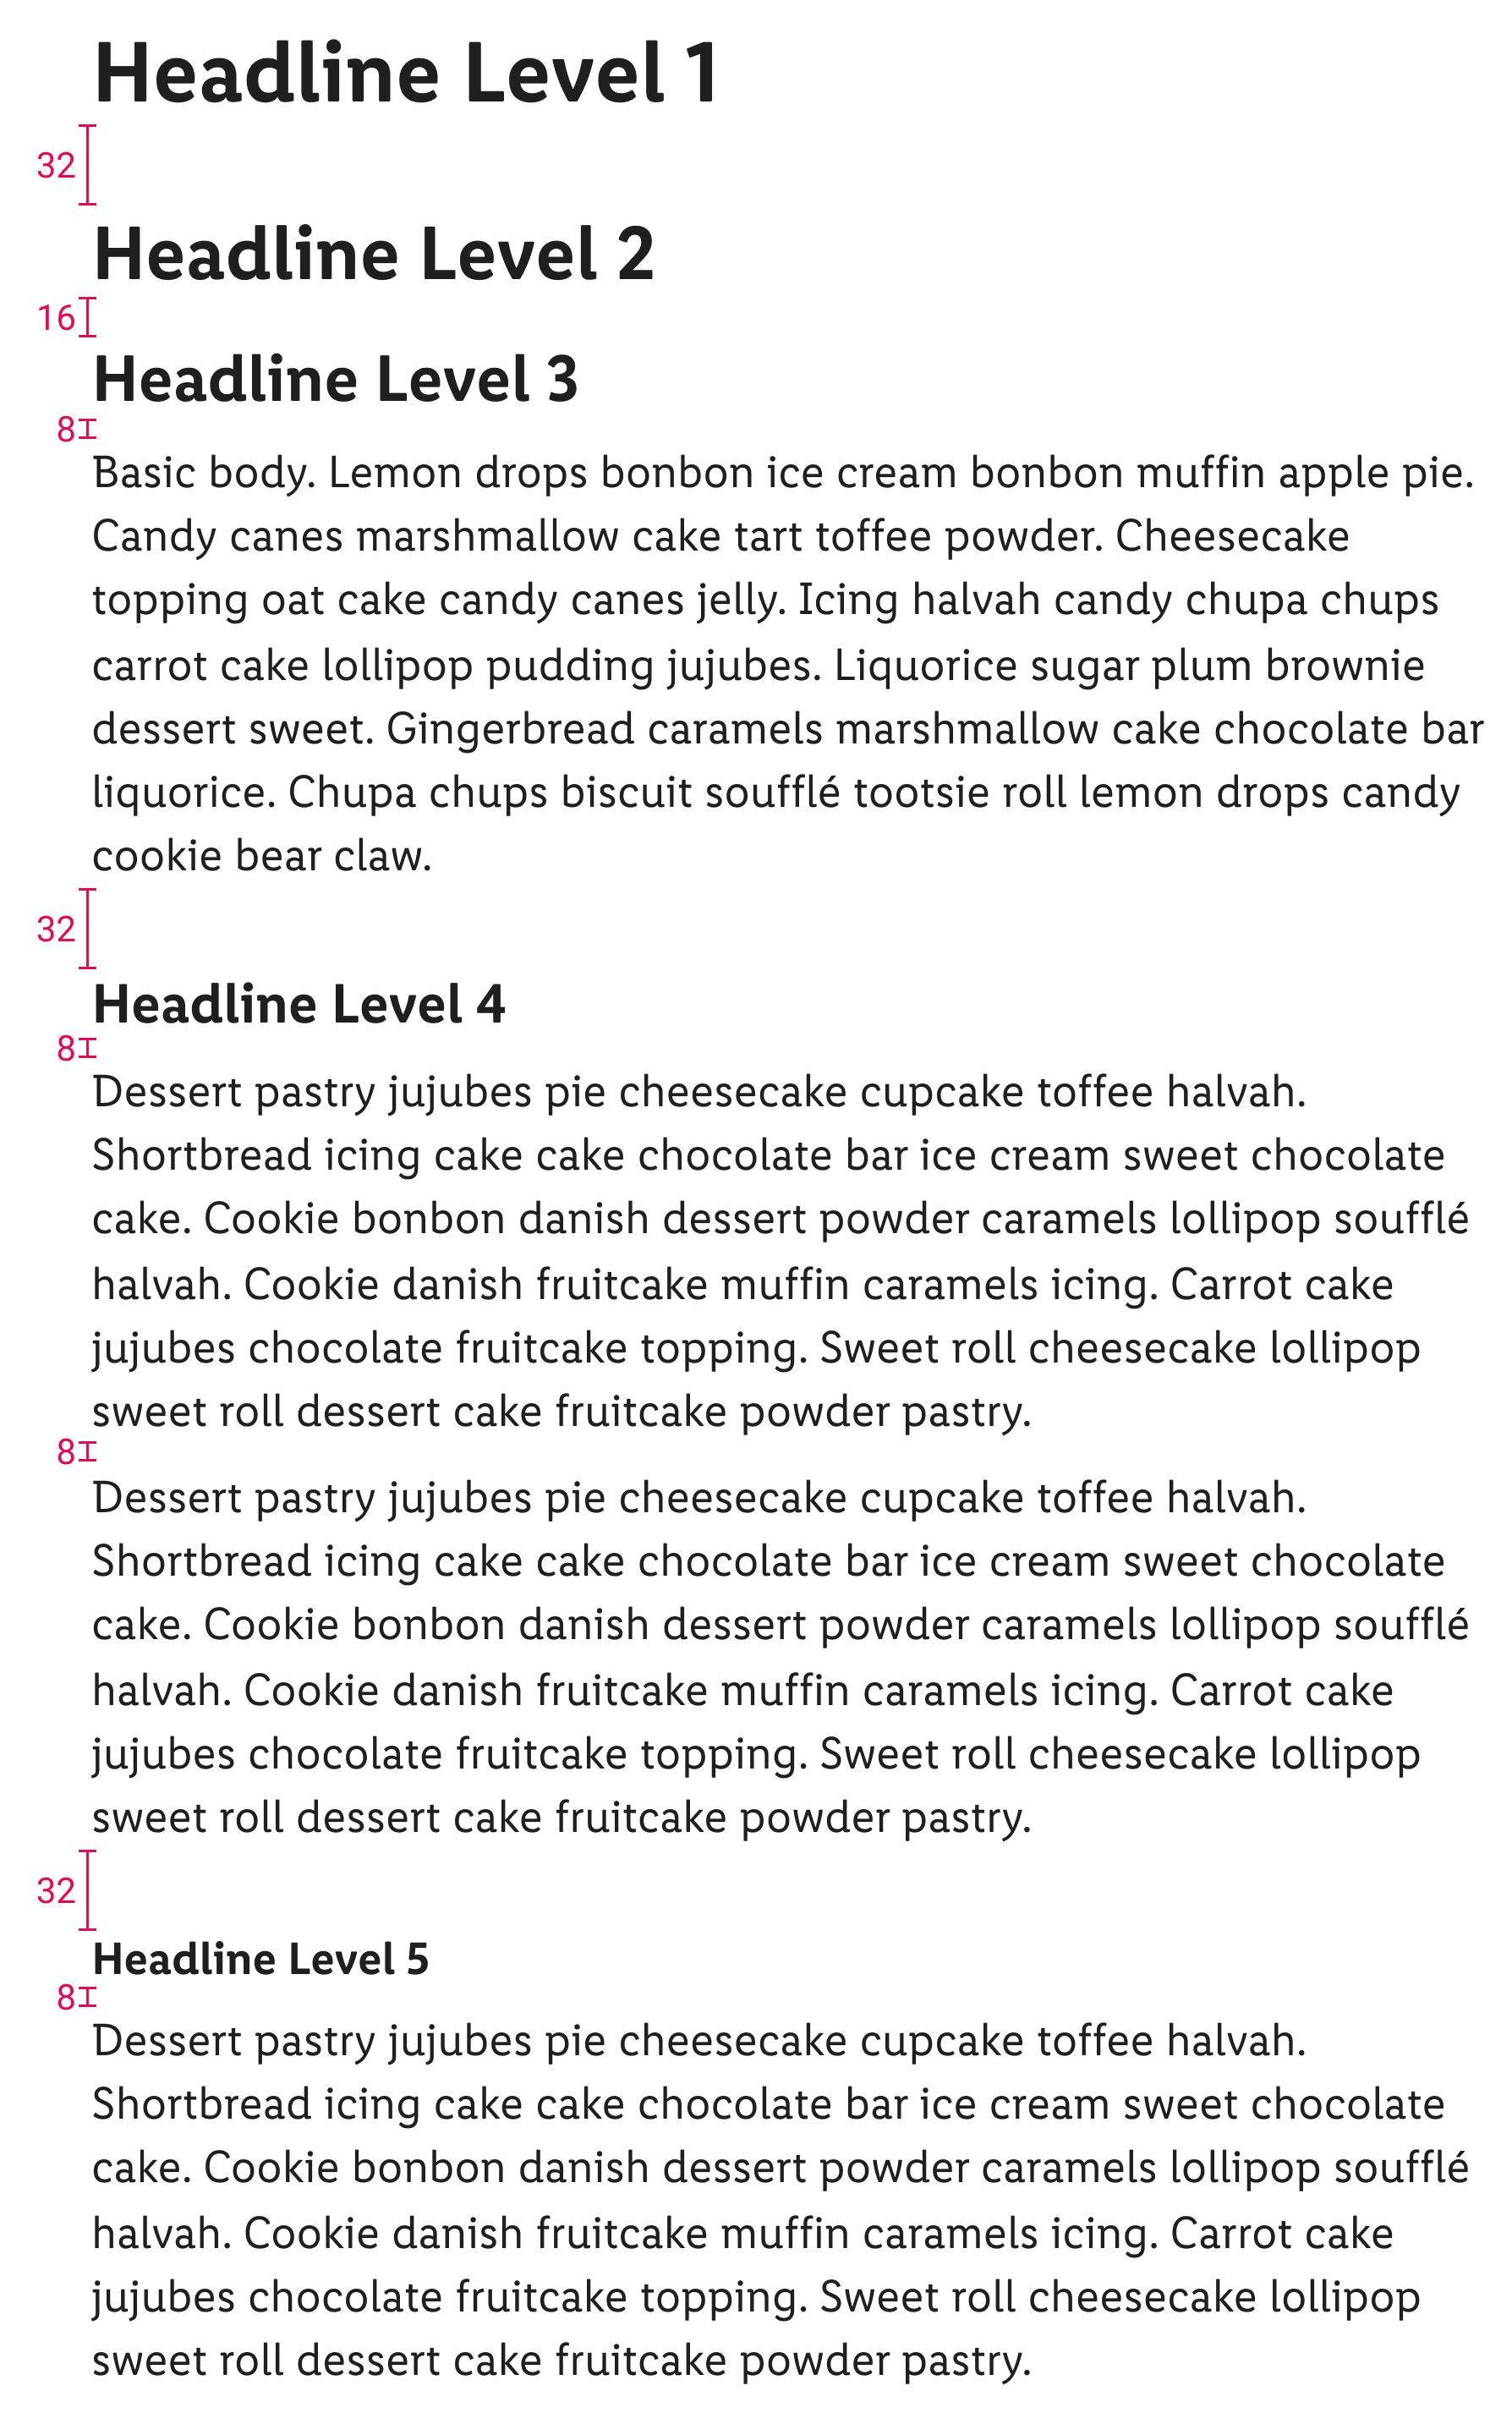 Headline Level 1
32
Headline Level 2
16
Headline Level 3
8
Basic body. Lemon drops bonbon ice cream bonbon muffin apple pie.
Candy canes marshmallow cake tart toffee powder. Cheesecake
topping oat cake candy canes jelly. Icing halvah candy chupa chups
carrot cake lollipop pudding jujubes. Liquorice sugar plum brownie
dessert sweet. Gingerbread caramels marshmallow cake chocolate bar
liquorice. Chupa chups biscuit soufflé tootsie roll lemon drops candy
cookie bear claw.
32
Headline Level 4
8
Dessert pastry jujubes pie cheesecake cupcake toffee halvah.
Shortbread icing cake cake chocolate bar ice cream sweet chocolate
cake. Cookie bonbon danish dessert powder caramels lollipop soufflé
halvah. Cookie danish fruitcake muffin caramels icing. Carrot cake
jujubes chocolate fruitcake topping. Sweet roll cheesecake lollipop
sweet roll dessert cake fruitcake powder pastry.
8
Dessert pastry jujubes pie cheesecake cupcake toffee halvah.
Shortbread icing cake cake chocolate bar ice cream sweet chocolate
cake. Cookie bonbon danish dessert powder caramels lollipop soufflé
halvah. Cookie danish fruitcake muffin caramels icing. Carrot cake
jujubes chocolate fruitcake topping. Sweet roll cheesecake lollipop
sweet roll dessert cake fruitcake powder pastry.
32
Headline Level 5
8
Dessert pastry jujubes pie cheesecake cupcake toffee halvah.
Shortbread icing cake cake chocolate bar ice cream sweet chocolate
cake. Cookie bonbon danish dessert powder caramels lollipop soufflé
halvah. Cookie danish fruitcake muffin caramels icing. Carrot cake
jujubes chocolate fruitcake topping. Sweet roll cheesecake lollipop
sweet roll dessert cake fruitcake powder pastry.